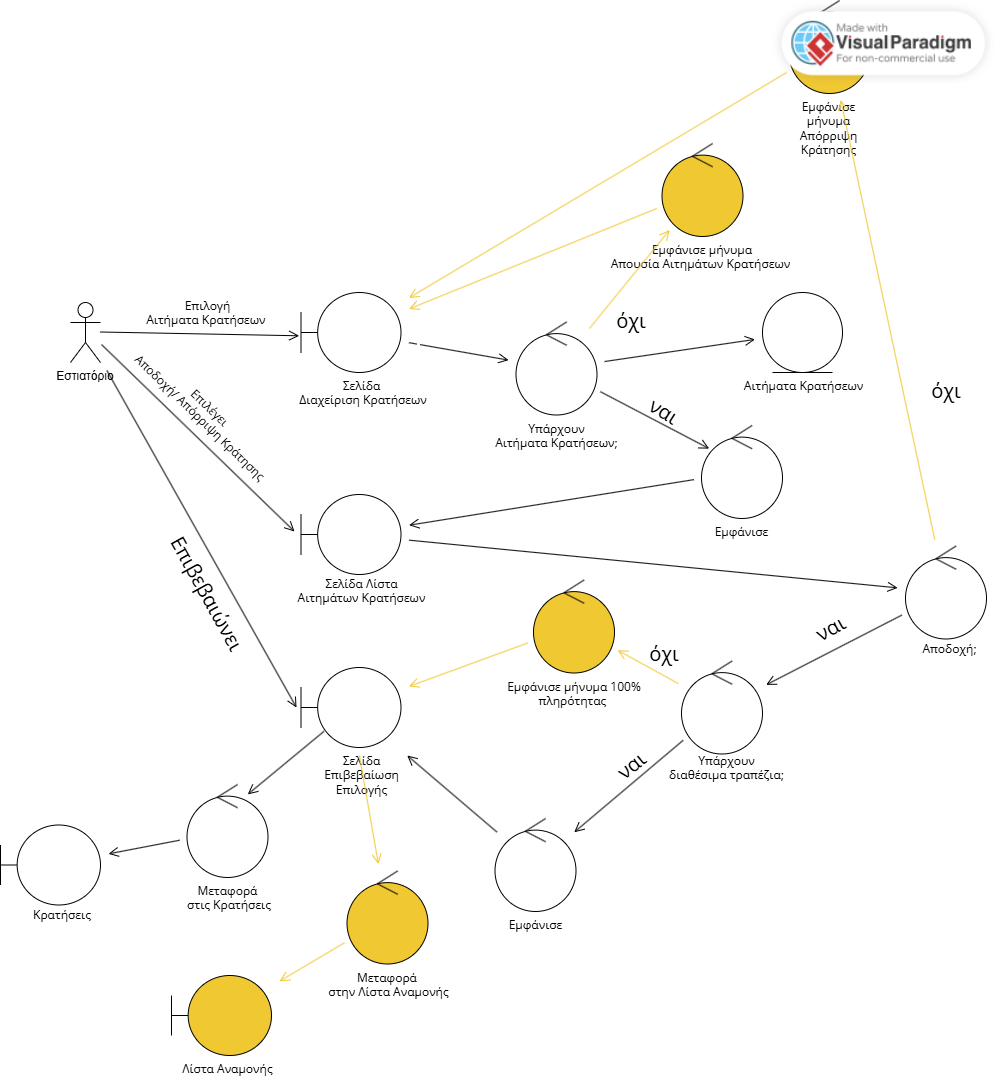 Made with
Visual Paradigm
For non-commercial use
Εμφάνισε
μήνυμα
Απόρριψη
Κράτησης
Εμφάνισε μήνυμα
Απουσία Αιτημάτων Κρατήσεων
Επιλογή
Αιτήματα Κρατήσεων
όχι
Εστιατόριο
Σελίδα
Διαχείριση Κρατήσεων
Αιτήματα Κρατήσεων
Επιλέγει
Αποδοχή/ Απόρριψη Κράτησης
ναι
όχι
Υπάρχουν
Αιτήματα Κρατήσεων;
Εμφάνισε
Σελίδα Λίστα
Αιτημάτων Κρατήσεων
Επιβεβαιώνει
ναι
Αποδοχή;
όχι
Εμφάνισε μήνυμα 100%
πληρότητας
Σελίδα
Επιβεβαίωση
Επιλογής
Υπάρχουν
διαθέσιμα τραπέζια;
ναι
Μεταφορά
στις Κρατήσεις
Κρατήσεις
Εμφάνισε
Μεταφορά
στην Λίστα Αναμονής
Λίστα Αναμονής